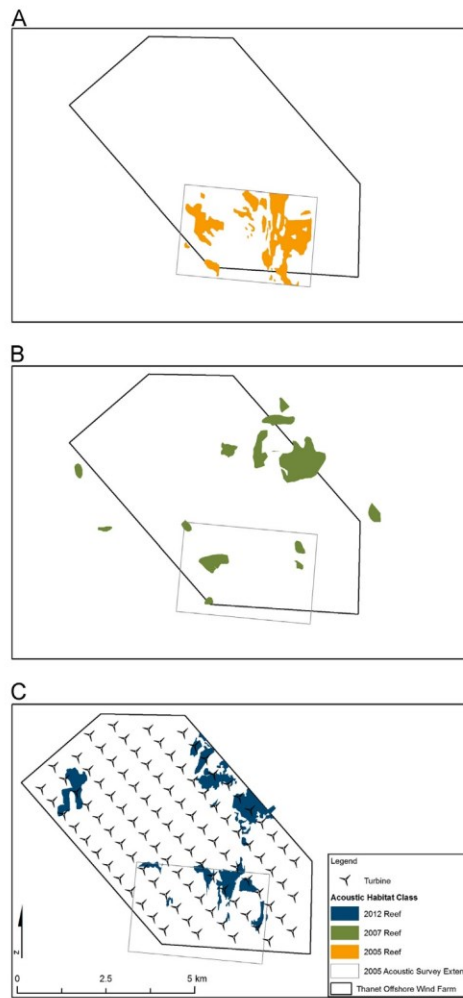 A
B
C
Legend
Turbine
Acoustic Habitat Class
2012 Reef
2007 Reef
2005 Reef
2005 Acoustic Survey Extent
Thanet Offshore Wind Farm
N
0 2.5 5 km